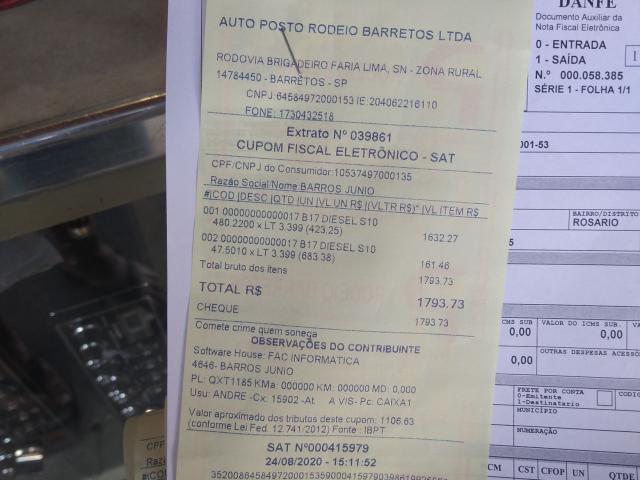 AUTO POSTO RODEIO BARRETOS LTDA
RODOVIA BRIGADEIRO FARIA LIMA, SN - ZONA RURAL
14784450 - BARRETOS - SP
CNPJ:64584972000153 IE:204062216110
FONE: 1730432518
Extrato Nº 039861
CUPOM FISCAL ELETRÔNICO - SAT
CPF/CNPJ do Consumidor:10537497000135
Razão Social/Nome BARROS JUNIO
#|COD |DESC |QTD |UN |VL UN R$ |(VLTR R$)* |VL ITEM R$
001 00000000000017 B17 DIESEL S10
480.2200 x LT 3.399 (423.25) 1632.27
002 00000000000017 B17 DIESEL S10
47.5010 x LT 3.399 (683.38) 161.46
Total bruto dos itens 1793.73
TOTAL R$ 1793.73
CHEQUE 1793.73
Comete crime quem sonega
OBSERVAÇÕES DO CONTRIBUINTE
Software House: FAC INFORMATICA
4646- BARROS JUNIO
PL: QXT1185 KMa: 000000 KM: 000000 MD: 0,000
Usu: ANDRE -Cx: 15902 -At. A VIS- Pc: CAIXA1
Valor aproximado dos tributos deste cupom: 1106.63
(conforme Lei Fed. 12.741/2012) Fonte : IBPT
SAT Nº000415979
24/08/2020 - 15:11:52
DANFE
Documento Auxiliar da
Nota Fiscal Eletrônica
0 - ENTRADA
1 - SAÍDA
1
N.º 000.058.385
SÉRIE 1 - FOLHA 1/1
001-53
BAIRRO/DISTRITO
ROSARIO
5
ICMS SUB
0,00
VALOR DO ICMS SUB.
0,00
0,00
OUTRAS DESPESAS ACESSÓ
FRETE POR CONTA
0-Emitente
1-Destinatario
CODIG
MUNICÍPIO
NUMERAÇÃO
CM CST CFOP UN QTDE
CPF
Razã
#|COD